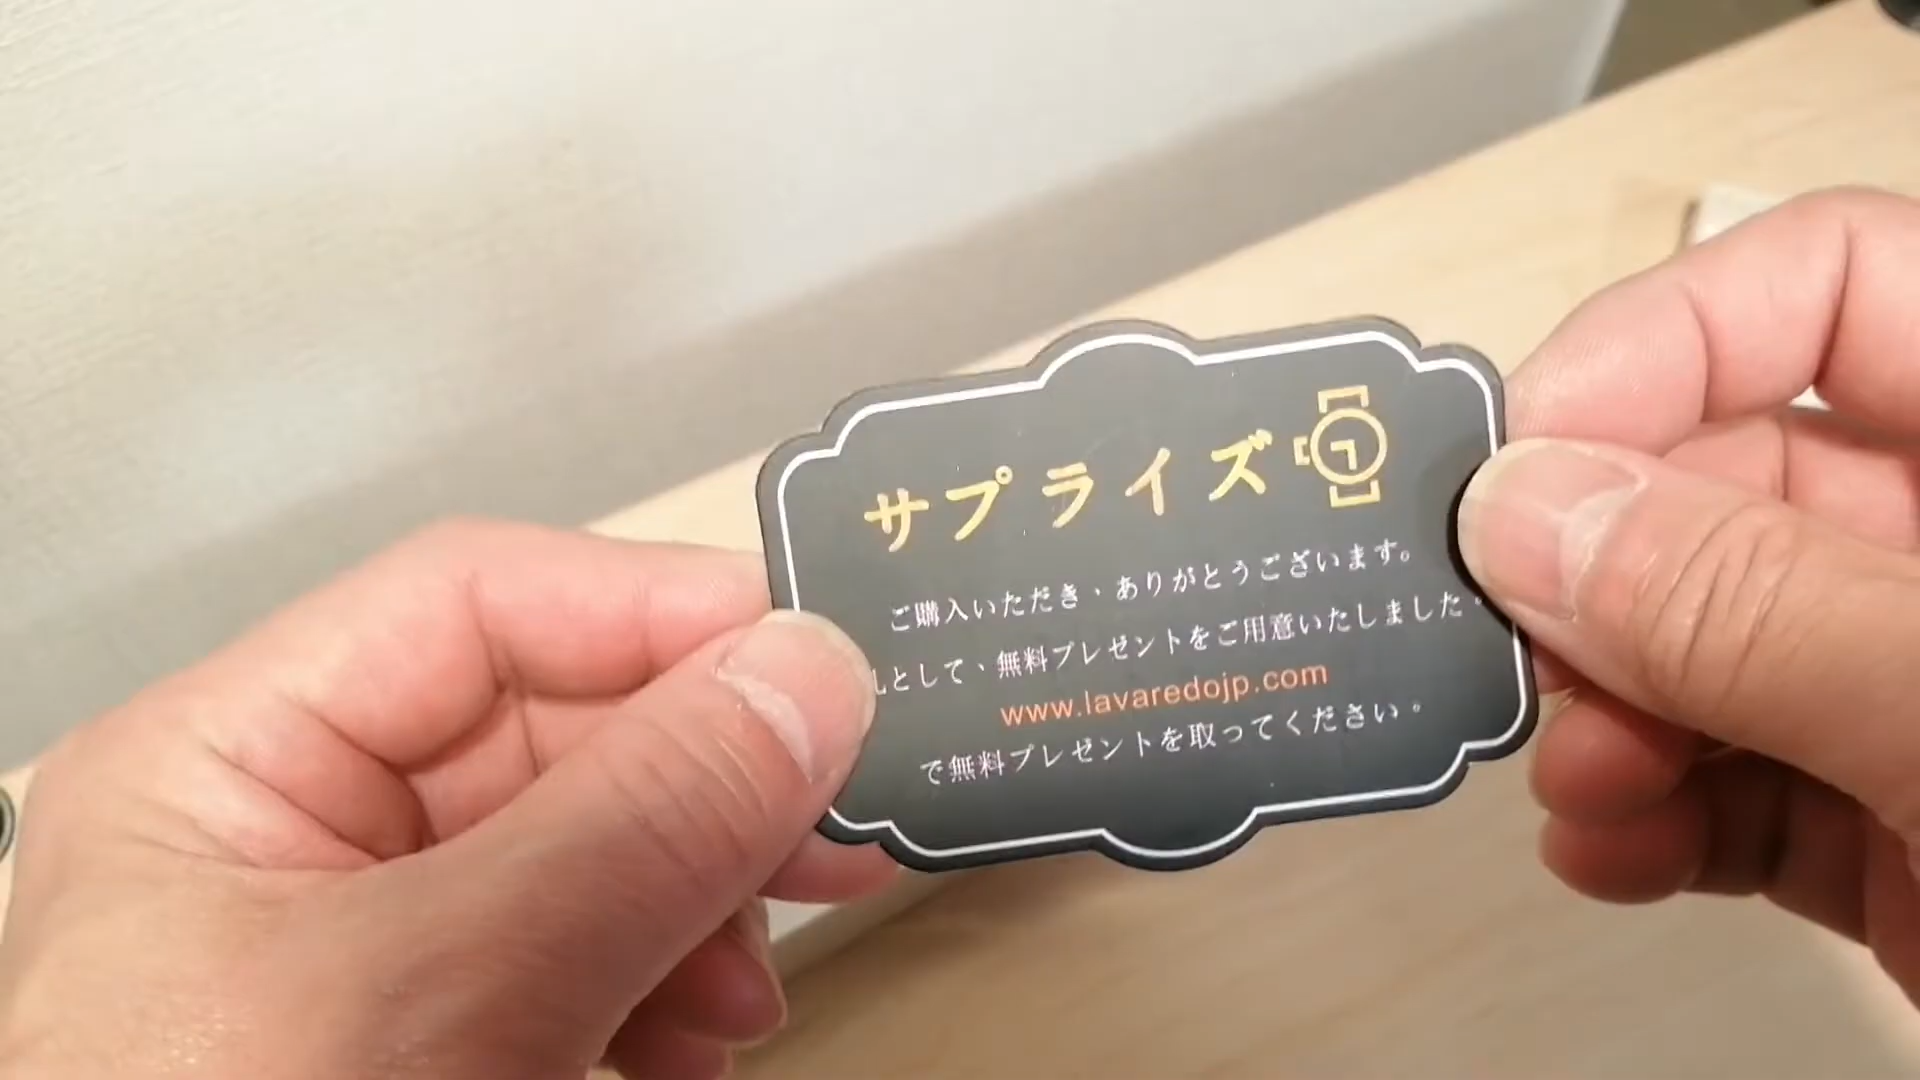 サプライズ
ご購入いただき、ありがとうございます。
礼として、無料プレゼントをご用意いたしました。
www.lavaredojp.com
で無料プレゼントを取ってください。